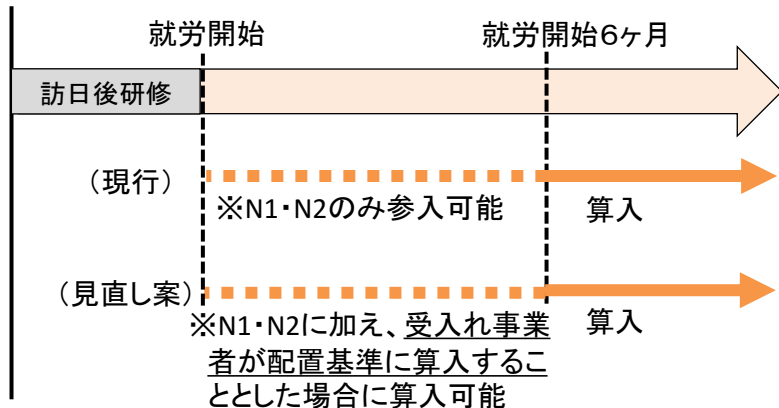 就労開始
就労開始6ヶ月
訪日後研修
（現行）
※N1・N2のみ参入可能
算入
（見直し案）
※N1・N2に加え、受入れ事業
者が配置基準に算入するこ
ととした場合に算入可能
算入